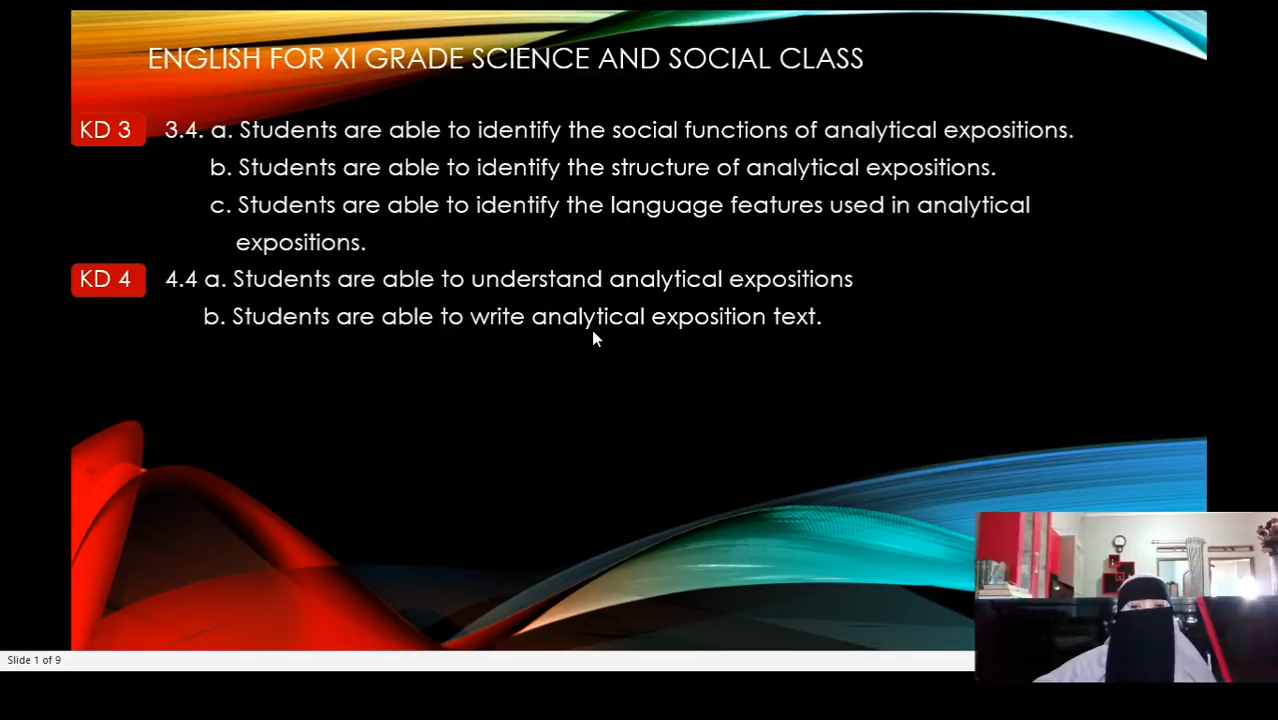 ENGLISH FOR XI GRADE SCIENCE AND SOCIAL CLASS
KD 3 3.4. a. Students are able to identify the social functions of analytical expositions.
b. Students are able to identify the structure of analytical expositions.
c. Students are able to identify the language features used in analytical
expositions.
KD 4 4.4 a. Students are able to understand analytical expositions
b. Students are able to write analytical exposition text.
Slide 1 of 9